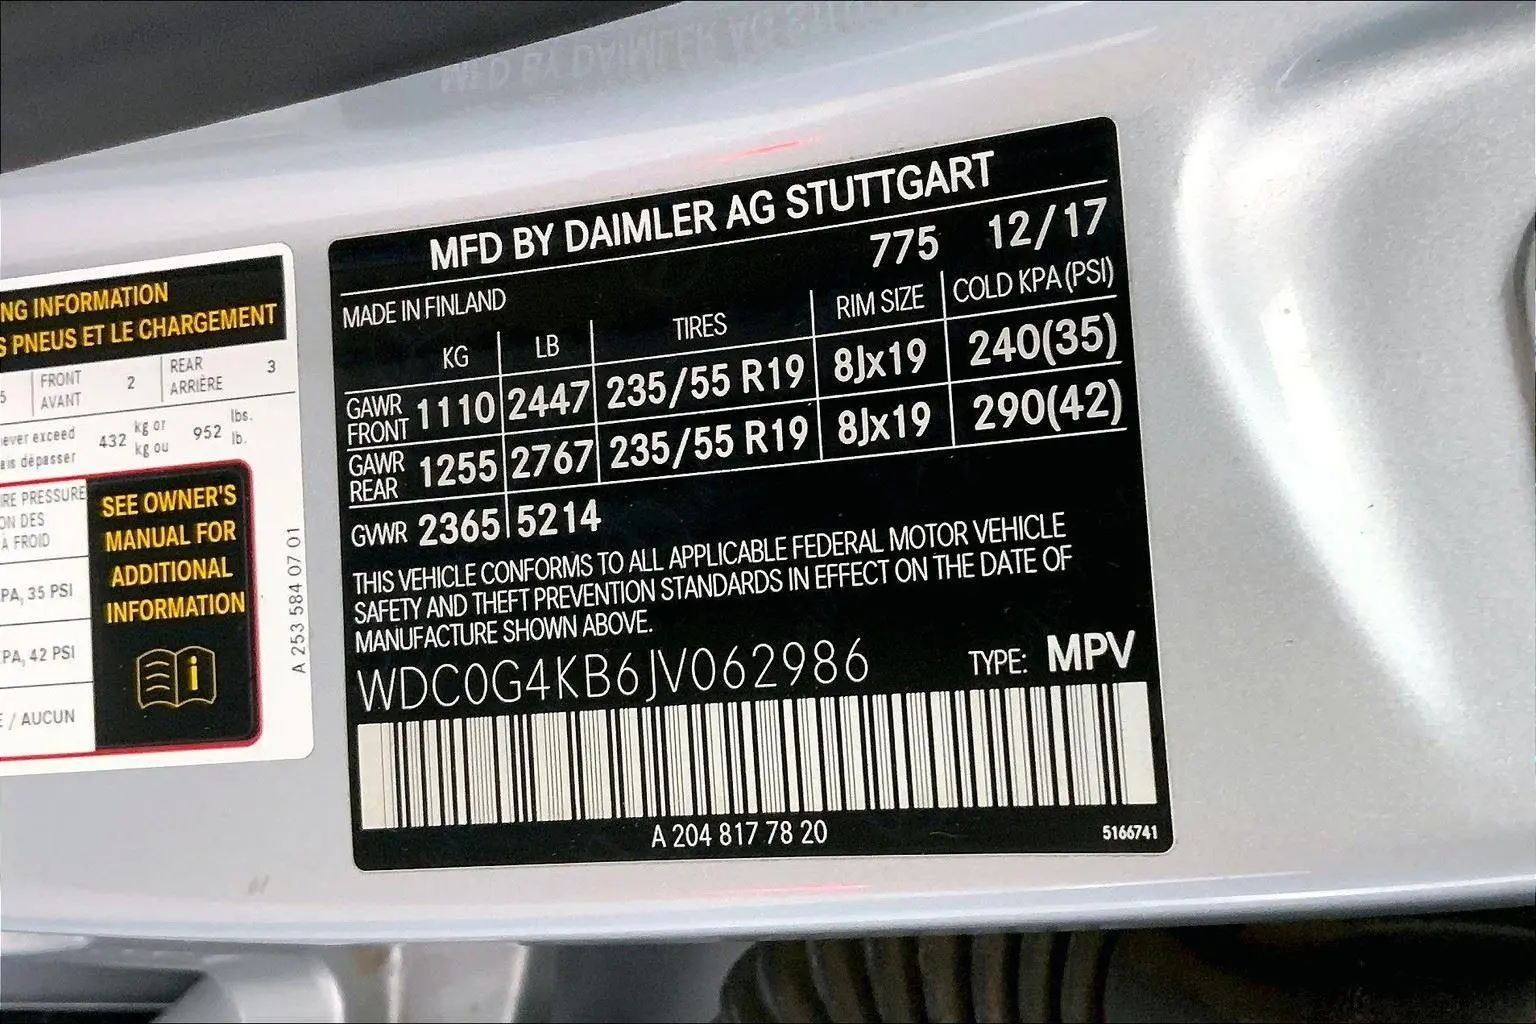 MFD BY DAIMLER AG STUTTGART
775 12/17
MADE IN FINLAND
KG LB TIRES RIM SIZE COLD KPA (PSI)
GAWR FRONT 1110 2447 235/55 R19 8Jx19 240(35)
GAWR REAR 1255 2767 235/55 R19 8Jx19 290(42)
GVWR 2365 5214
THIS VEHICLE CONFORMS TO ALL APPLICABLE FEDERAL MOTOR VEHICLE
SAFETY AND THEFT PREVENTION STANDARDS IN EFFECT ON THE DATE OF
MANUFACTURE SHOWN ABOVE.
WDC0G4KB6JV062986 TYPE: MPV
A 204 817 78 20 5166741
INFORMATION
PNEUS ET LE CHARGEMENT
5 FRONT AVANT 2 REAR ARRIÈRE 3
exceed 432 kg or 952 lbs.
dépasser kg ou lb.
PRESSURE
DES
À FROID
35 PSI
42 PSI
/ AUCUN
SEE OWNER'S
MANUAL FOR
ADDITIONAL
INFORMATION
A 253 584 07 01